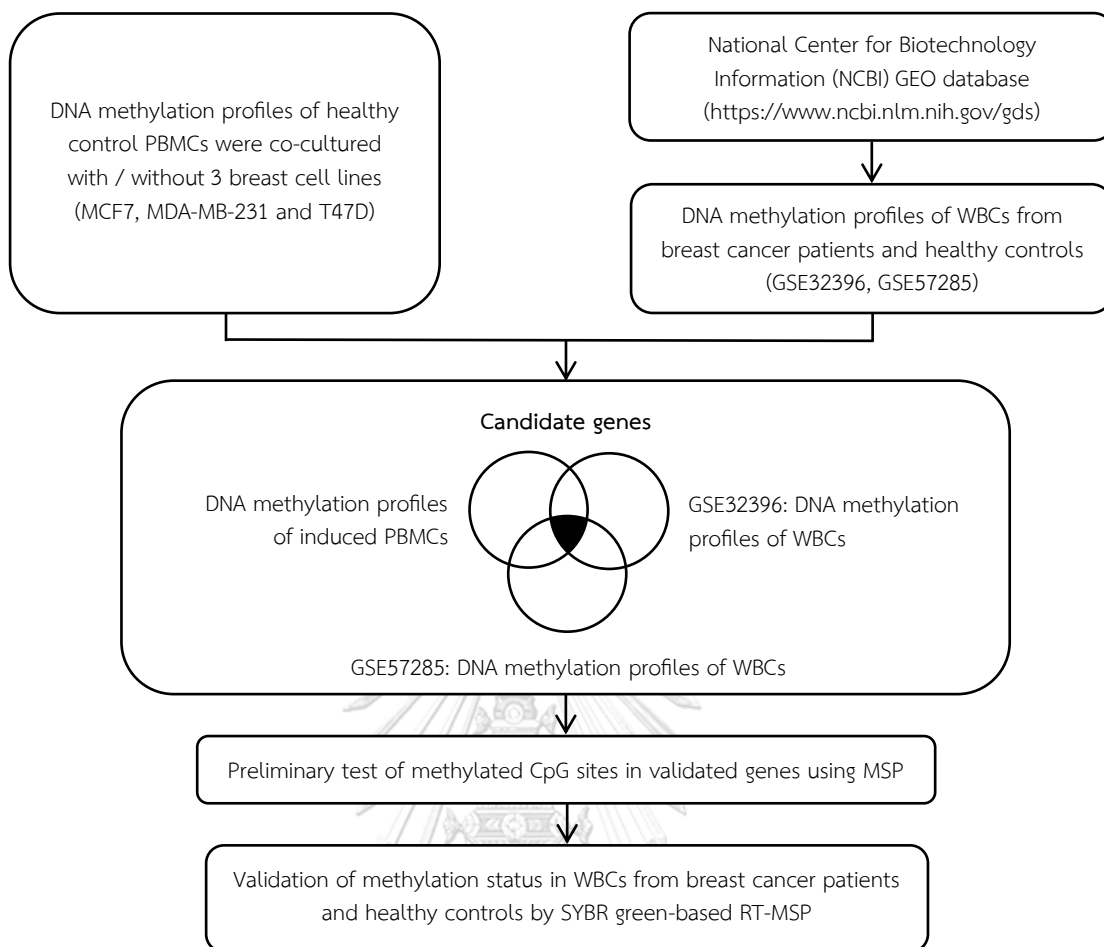 DNA methylation profiles of healthy
control PBMCs were co-cultured
with / without 3 breast cell lines
(MCF7, MDA-MB-231 and T47D)
National Center for Biotechnology
Information (NCBI) GEO database
(https://www.ncbi.nlm.nih.gov/gds)
DNA methylation profiles of WBCs from
breast cancer patients and healthy controls
(GSE32396, GSE57285)
Candidate genes
DNA methylation profiles
of induced PBMCs
GSE32396: DNA methylation
profiles of WBCs
GSE57285: DNA methylation profiles of WBCs
Preliminary test of methylated CpG sites in validated genes using MSP
Validation of methylation status in WBCs from breast cancer patients
and healthy controls by SYBR green-based RT-MSP